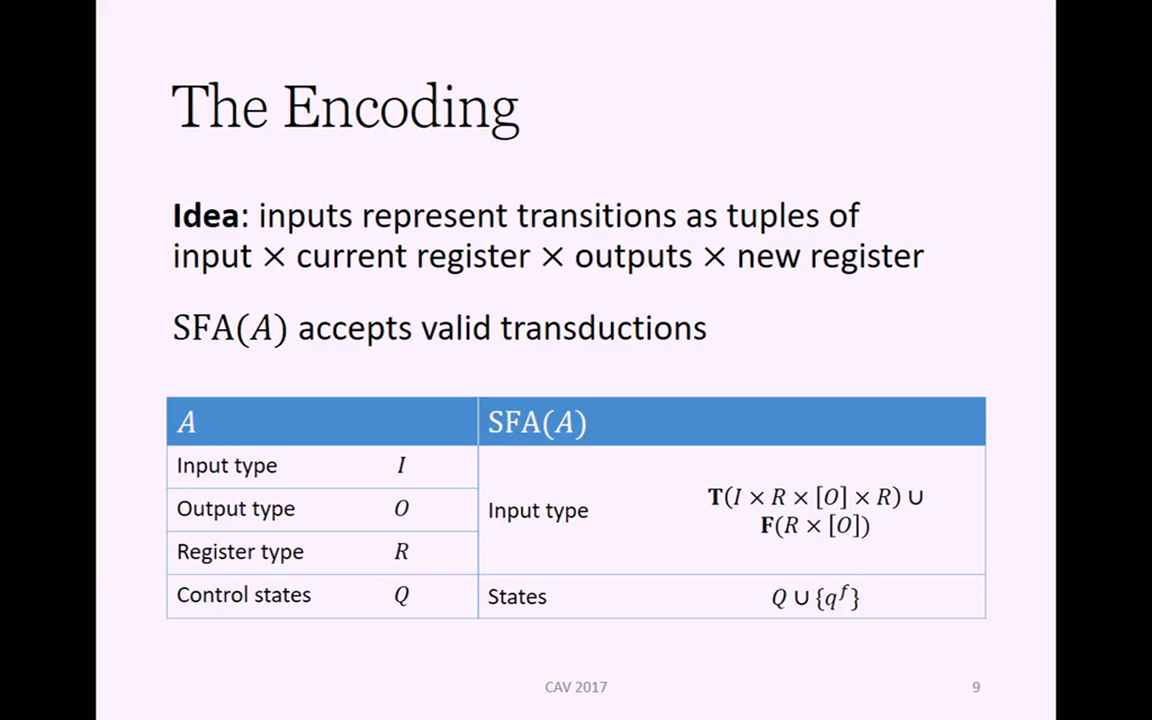 The Encoding
Idea: inputs represent transitions as tuples of
input × current register × outputs × new register
SFA(A) accepts valid transductions
A SFA(A)
Input type I
Output type O
Register type R
Control states Q
Input type T(I × R × [O] × R) ∪
F(R × [O])
States Q ∪ {q^f}
CAV 2017 9